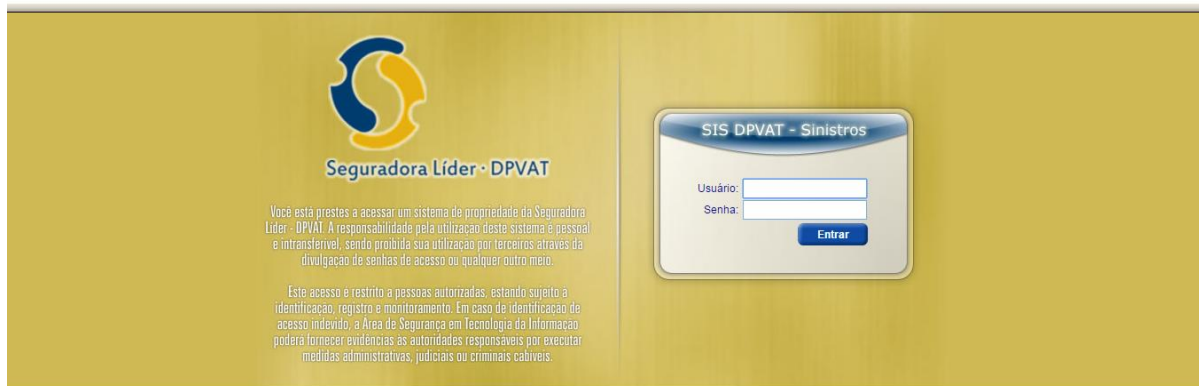 Seguradora Líder · DPVAT
Você está prestes a acessar um sistema de propriedade da Seguradora
Líder - DPVAT. A responsabilidade pela utilização deste sistema é pessoal
e intransferível, sendo proibida sua utilização por terceiros através da
divulgação de senhas de acesso ou qualquer outro meio.
Este acesso é restrito a pessoas autorizadas, estando sujeito a
identificação, registro e monitoramento. Em caso de identificação de
acesso indevido, a Área de Segurança em Tecnologia da Informação
poderá fornecer evidências às autoridades responsáveis por executar
medidas administrativas, judiciais ou criminais cabíveis.
SIS DPVAT - Sinistros
Usuário:
Senha:
Entrar